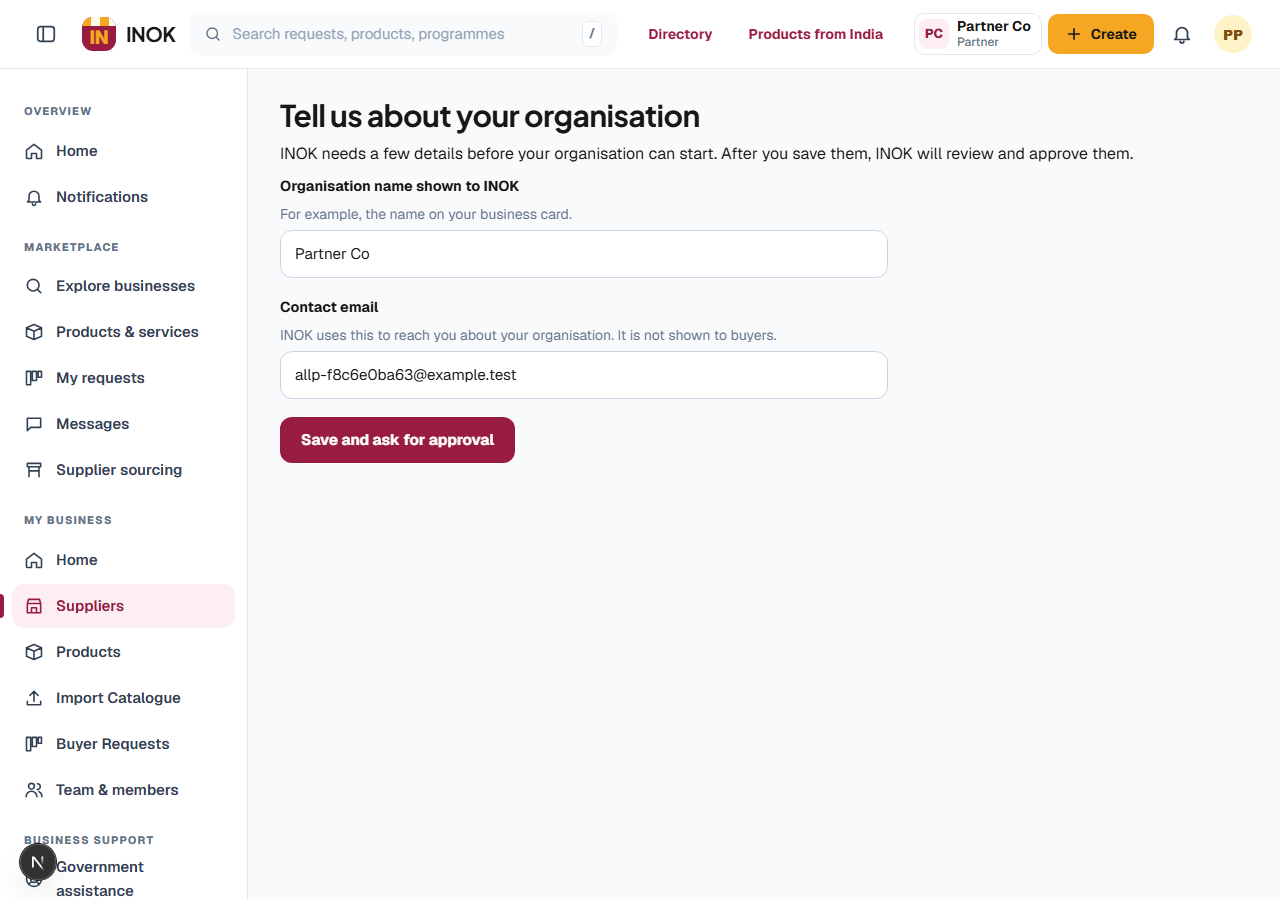 IN INOK
Search requests, products, programmes /
Directory
Products from India
PC Partner Co
Partner
+ Create
PP
OVERVIEW
Home
Notifications
MARKETPLACE
Explore businesses
Products & services
My requests
Messages
Supplier sourcing
MY BUSINESS
Home
Suppliers
Products
Import Catalogue
Buyer Requests
Team & members
BUSINESS SUPPORT
N
Government
assistance
Tell us about your organisation
INOK needs a few details before your organisation can start. After you save them, INOK will review and approve them.
Organisation name shown to INOK
For example, the name on your business card.
Partner Co
Contact email
INOK uses this to reach you about your organisation. It is not shown to buyers.
allp-f8c6e0ba63@example.test
Save and ask for approval